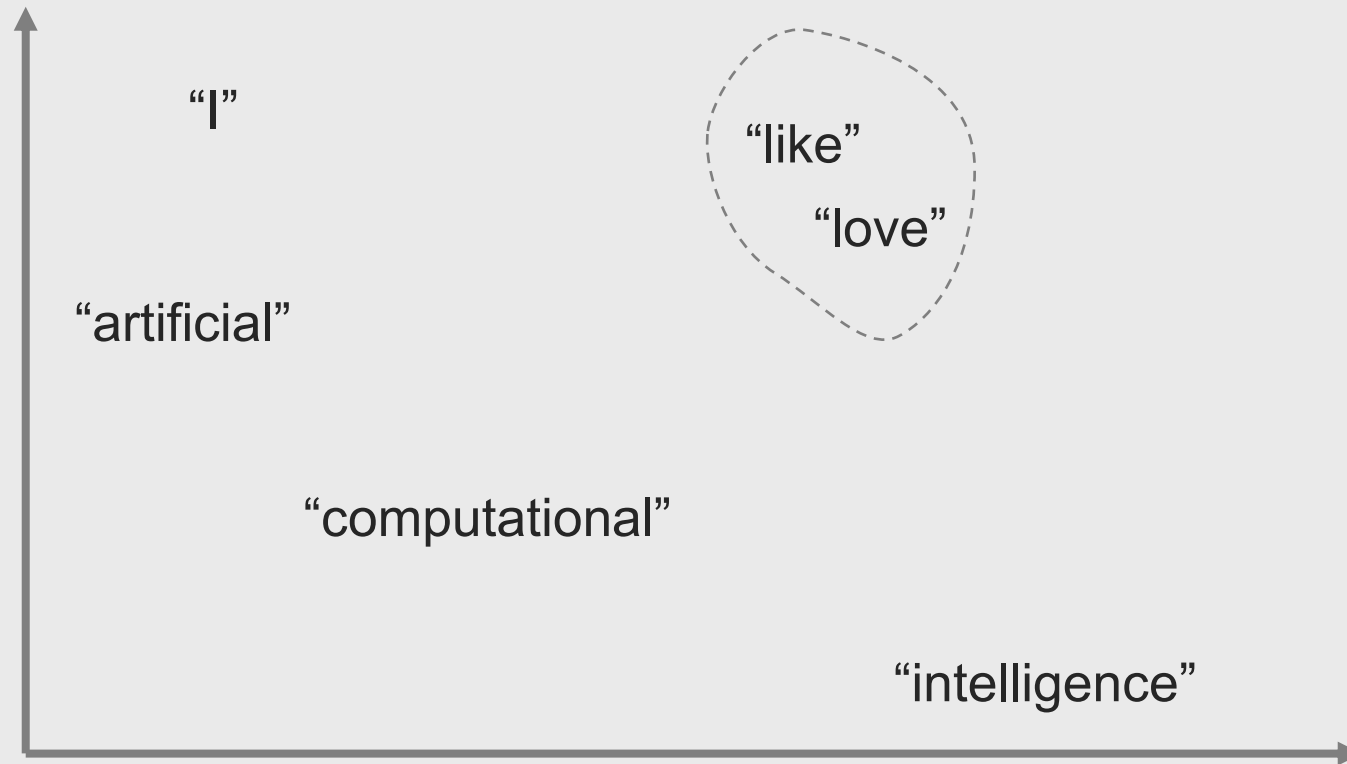 “I”
“like”
“love”
“artificial”
“computational”
“intelligence”